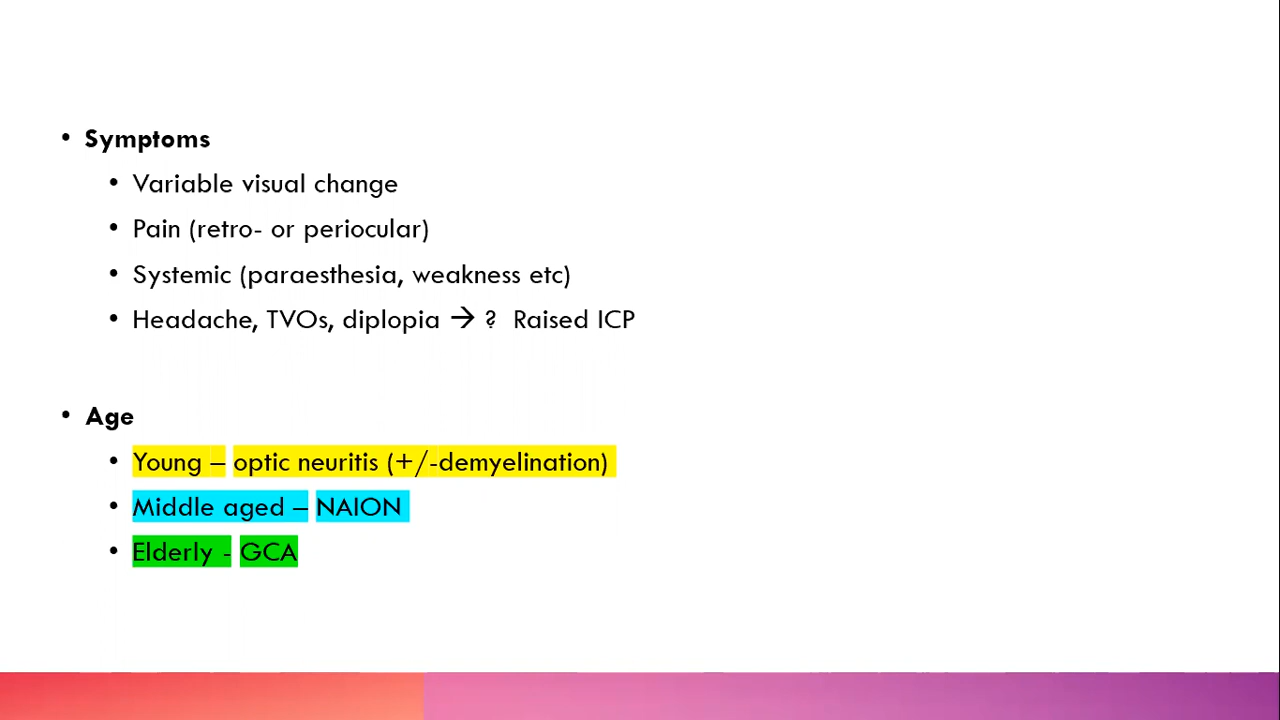 • Symptoms
• Variable visual change
• Pain (retro- or periocular)
• Systemic (paraesthesia, weakness etc)
• Headache, TVOs, diplopia → ? Raised ICP
• Age
• Young – optic neuritis (+/-demyelination)
• Middle aged – NAION
• Elderly - GCA